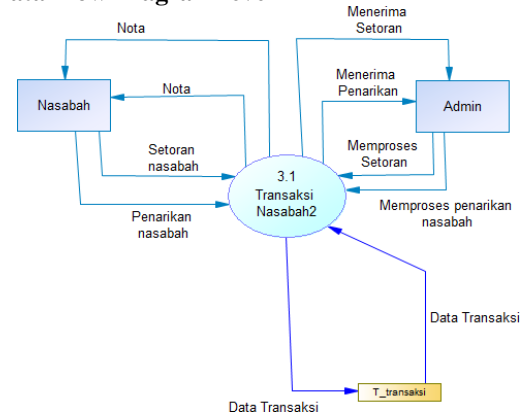 Nota
Menerima
Setoran
Nasabah
Nota
Menerima
Penarikan
Admin
Setoran
nasabah
Memproses
Setoran
3.1
Transaksi
Nasabah2
Penarikan
nasabah
Memproses penarikan
nasabah
Data Transaksi
T_transaksi
Data Transaksi